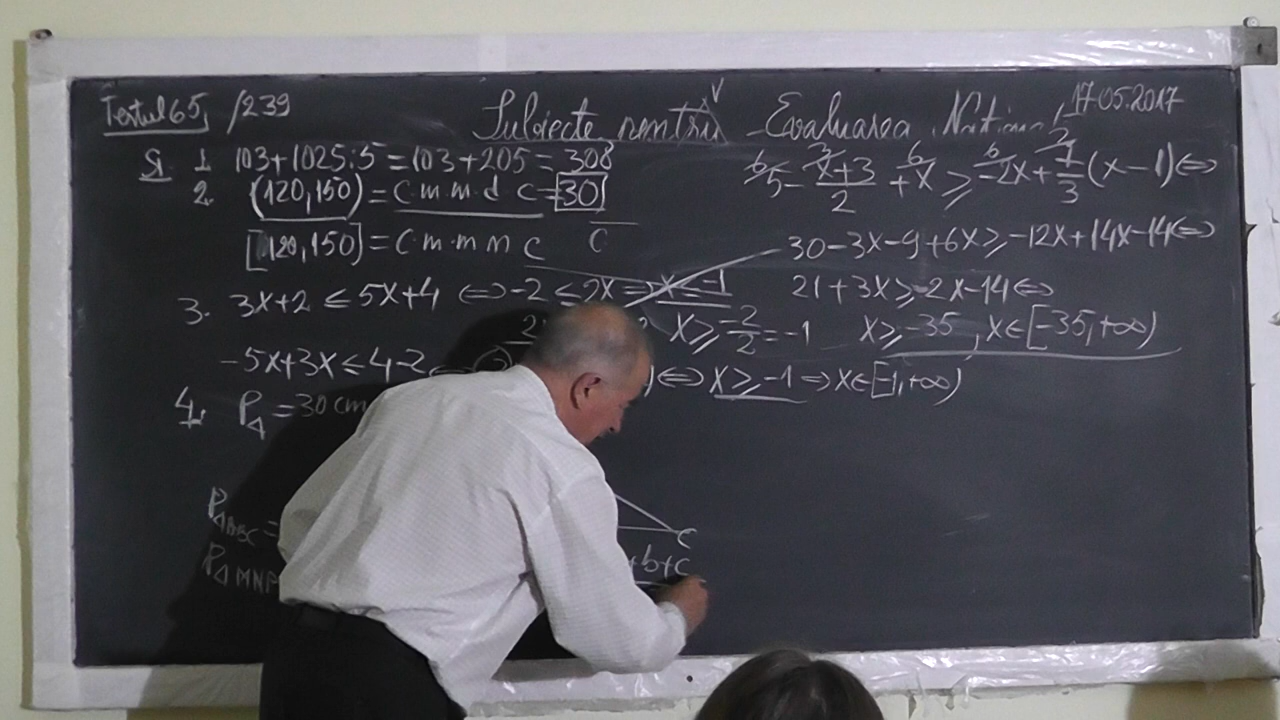 Testul 65, /239
Subiecte pentru Evaluarea Națională, 17.05.2017
SI. 1. 103+1025:5=103+205=308
2. (120,150)=C.m.m.d.c=30
[120,150]=C.m.m.m.c
3. 3x+2≤5x+4 ⇔ -2≤2x ⇒ x≤-1
x≥-2/2=-1
-5x+3x≤4-2
⇔ x≥-1 ⇒ x∈[-1,+∞)
4. P△=30 cm
C
P△ABC=
+b+c
P△MNP
5-(x+3)/2+x≥-2x+7/3(x-1)⇔
30-3x-9+6x≥-12x+14x-14⇔
21+3x≥2x-14⇔
x≥-35, x∈[-35,+∞)